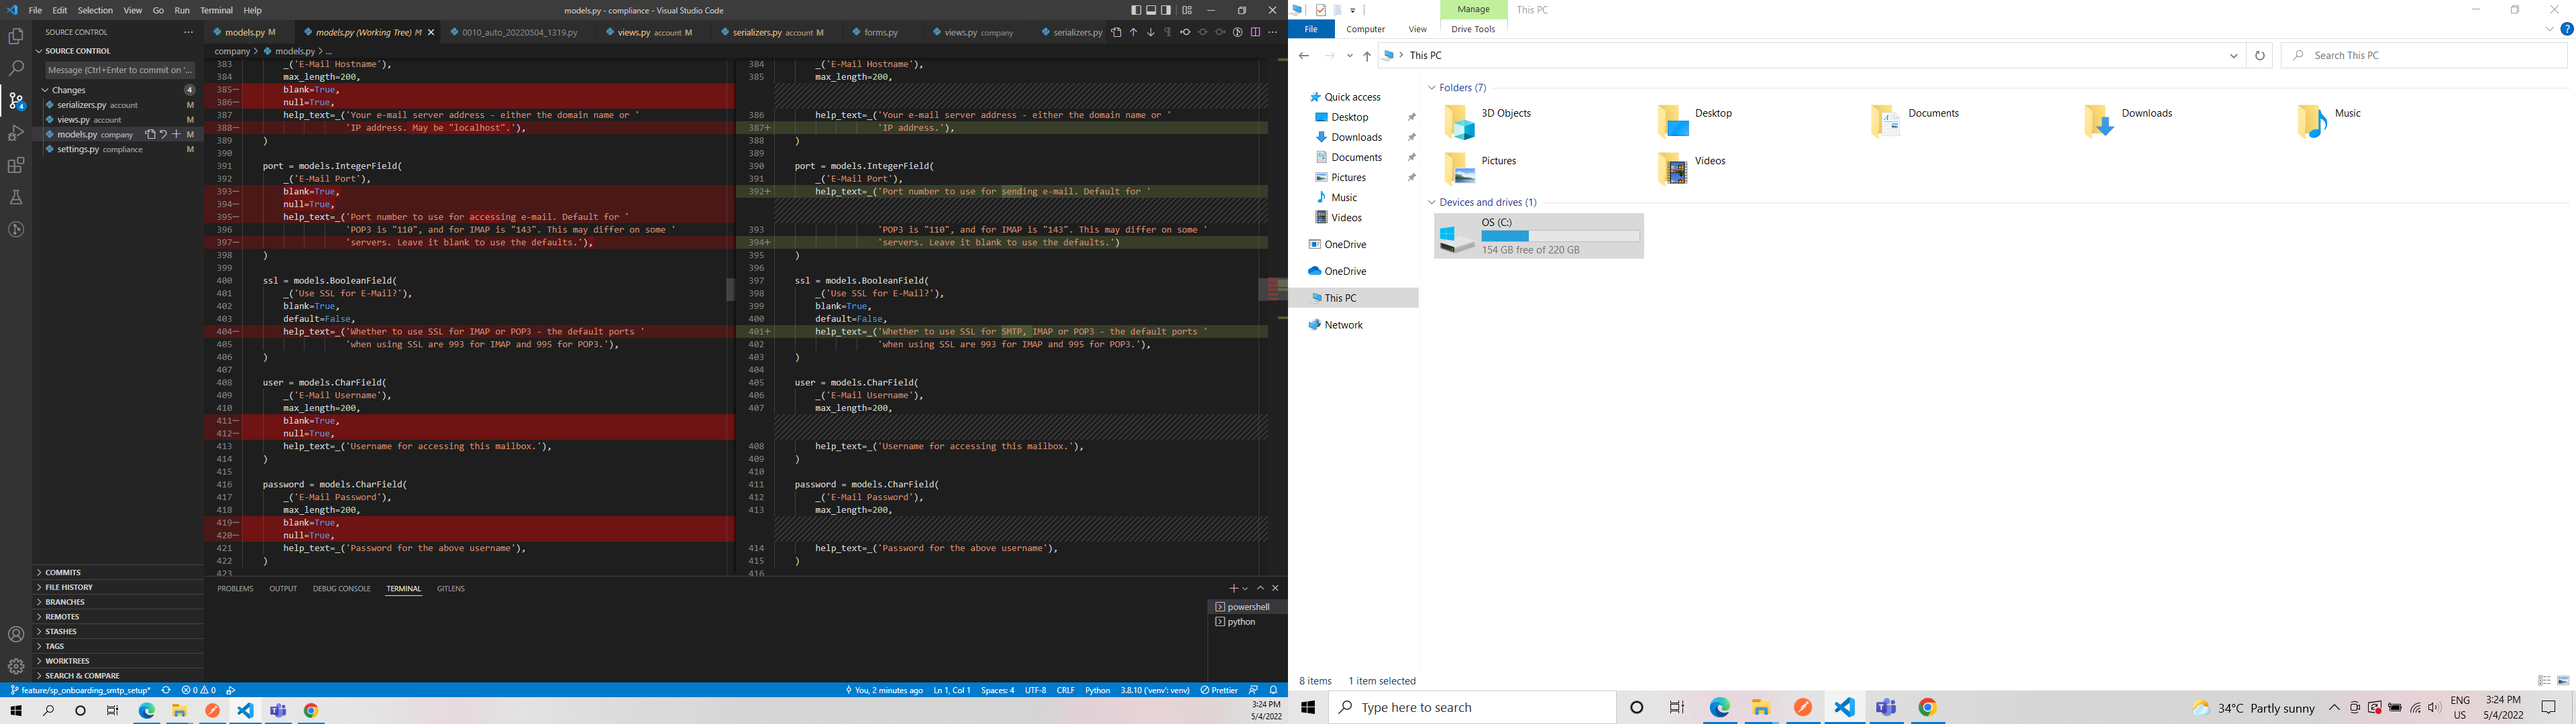 File Edit Selection View Go Run Terminal Help
models.py - compliance - Visual Studio Code
SOURCE CONTROL
models.py M
models.py (Working Tree) M
0010_auto_20220504_1319.py
views.py account M
serializers.py account M
forms.py
views.py company
serializers.py
SOURCE CONTROL
company > models.py > ...
Message (Ctrl+Enter to commit on '...
Changes 4
serializers.py account M
views.py account M
models.py company M
settings.py compliance M
383 _('E-Mail Hostname'),
384 max_length=200,
385− blank=True,
386− null=True,
387 help_text=_('Your e-mail server address - either the domain name or '
388− 'IP address. May be "localhost".'),
389 )
390
391 port = models.IntegerField(
392 _('E-Mail Port'),
393− blank=True,
394− null=True,
395− help_text=_('Port number to use for accessing e-mail. Default for '
396 'POP3 is "110", and for IMAP is "143". This may differ on some '
397− 'servers. Leave it blank to use the defaults.'),
398 )
399
400 ssl = models.BooleanField(
401 _('Use SSL for E-Mail?'),
402 blank=True,
403 default=False,
404− help_text=_('Whether to use SSL for IMAP or POP3 - the default ports '
405 'when using SSL are 993 for IMAP and 995 for POP3.'),
406 )
407
408 user = models.CharField(
409 _('E-Mail Username'),
410 max_length=200,
411− blank=True,
412− null=True,
413 help_text=_('Username for accessing this mailbox.'),
414 )
415
416 password = models.CharField(
417 _('E-Mail Password'),
418 max_length=200,
419− blank=True,
420− null=True,
421 help_text=_('Password for the above username'),
422 )
423
384 _('E-Mail Hostname'),
385 max_length=200,
386 help_text=_('Your e-mail server address - either the domain name or '
387+ 'IP address.'),
388 )
389
390 port = models.IntegerField(
391 _('E-Mail Port'),
392+ help_text=_('Port number to use for sending e-mail. Default for '
393 'POP3 is "110", and for IMAP is "143". This may differ on some '
394+ 'servers. Leave it blank to use the defaults.')
395 )
396
397 ssl = models.BooleanField(
398 _('Use SSL for E-Mail?'),
399 blank=True,
400 default=False,
401+ help_text=_('Whether to use SSL for SMTP, IMAP or POP3 - the default ports '
402 'when using SSL are 993 for IMAP and 995 for POP3.'),
403 )
404
405 user = models.CharField(
406 _('E-Mail Username'),
407 max_length=200,
408 help_text=_('Username for accessing this mailbox.'),
409 )
410
411 password = models.CharField(
412 _('E-Mail Password'),
413 max_length=200,
414 help_text=_('Password for the above username'),
415 )
416
COMMITS
FILE HISTORY
BRANCHES
REMOTES
STASHES
TAGS
WORKTREES
SEARCH & COMPARE
PROBLEMS OUTPUT DEBUG CONSOLE TERMINAL GITLENS
powershell
python
feature/sp_onboarding_smtp_setup* 0 0
You, 2 minutes ago Ln 1, Col 1 Spaces: 4 UTF-8 CRLF Python 3.8.10 ('venv': venv) Prettier
3:24 PM
5/4/2022
Manage
This PC
File Computer View Drive Tools
This PC
Search This PC
Quick access
Desktop
Downloads
Documents
Pictures
Music
Videos
OneDrive
OneDrive
This PC
Network
Folders (7)
3D Objects
Desktop
Documents
Downloads
Music
Pictures
Videos
Devices and drives (1)
OS (C:)
154 GB free of 220 GB
8 items 1 item selected
Type here to search
34°C Partly sunny
ENG
US
3:24 PM
5/4/2022